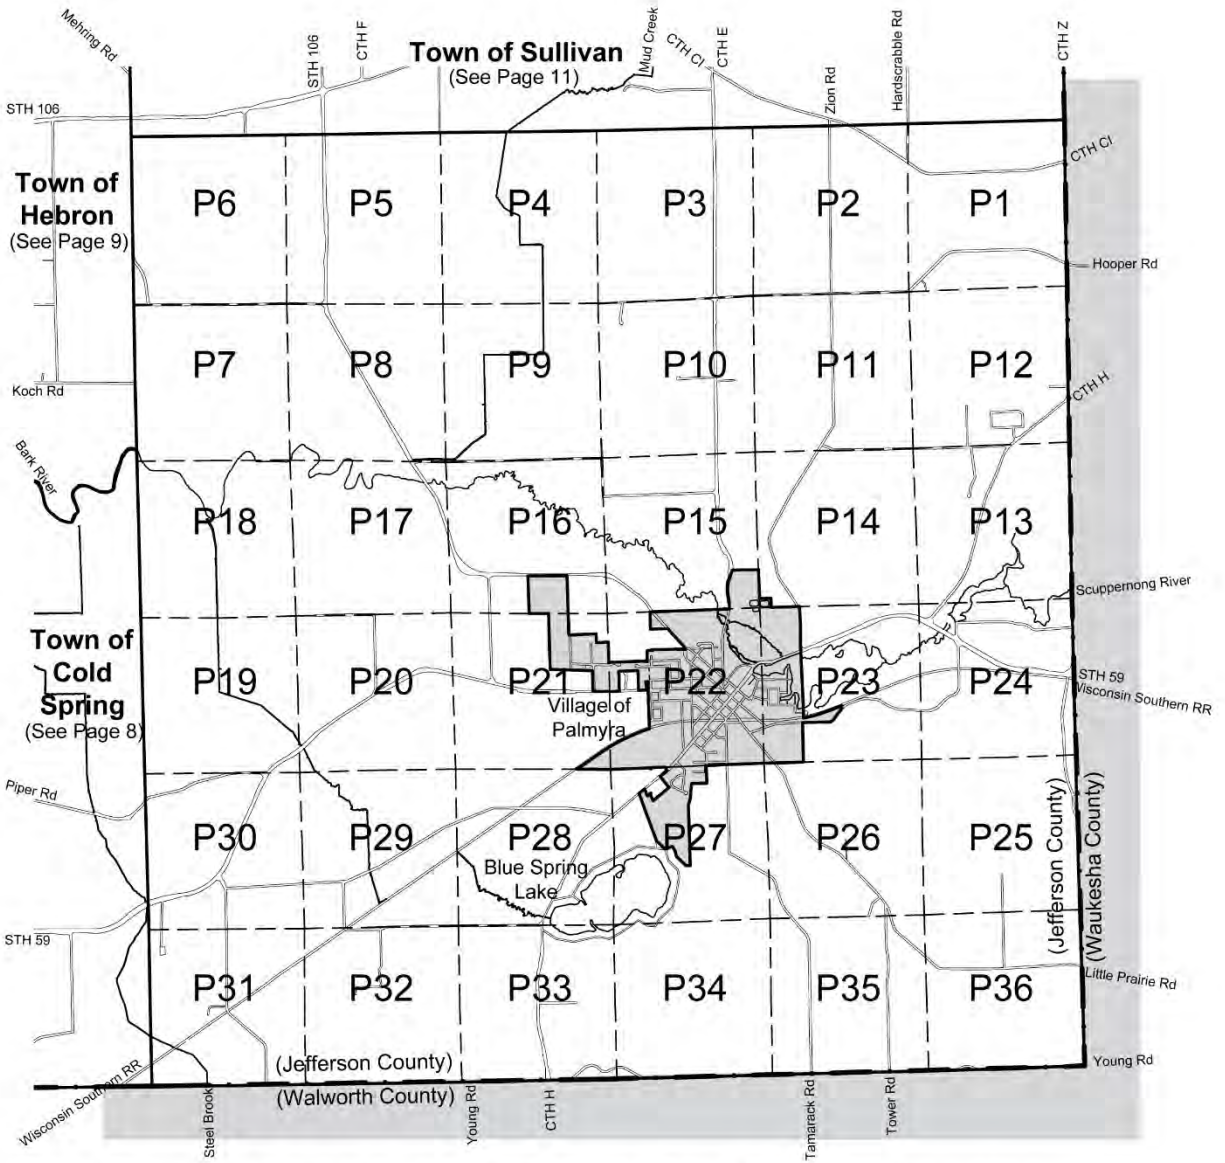 Mehring Rd
STH 106
CTH F
Town of Sullivan
(See Page 11)
Mud Creek
CTH CI
CTH E
Zion Rd
Hardscrabble Rd
CTH Z
STH 106
CTH CI
Town of
Hebron
(See Page 9)
P6
P5
P4
P3
P2
P1
Hooper Rd
P7
P8
P9
P10
P11
P12
Koch Rd
CTH H
Bark River
P18
P17
P16
P15
P14
P13
Scuppernong River
Town of
Cold
Spring
(See Page 8)
P19
P20
P21
P22
P23
P24
STH 59
Wisconsin Southern RR
Village of
Palmyra
Piper Rd
P30
P29
P28
P27
P26
P25
(Jefferson County)
(Waukesha County)
Blue Spring
Lake
STH 59
P31
P32
P33
P34
P35
P36
Little Prairie Rd
(Jefferson County)
(Walworth County)
Young Rd
Wisconsin Southern RR
Steel Brook
Young Rd
CTH H
Tamarack Rd
Tower Rd